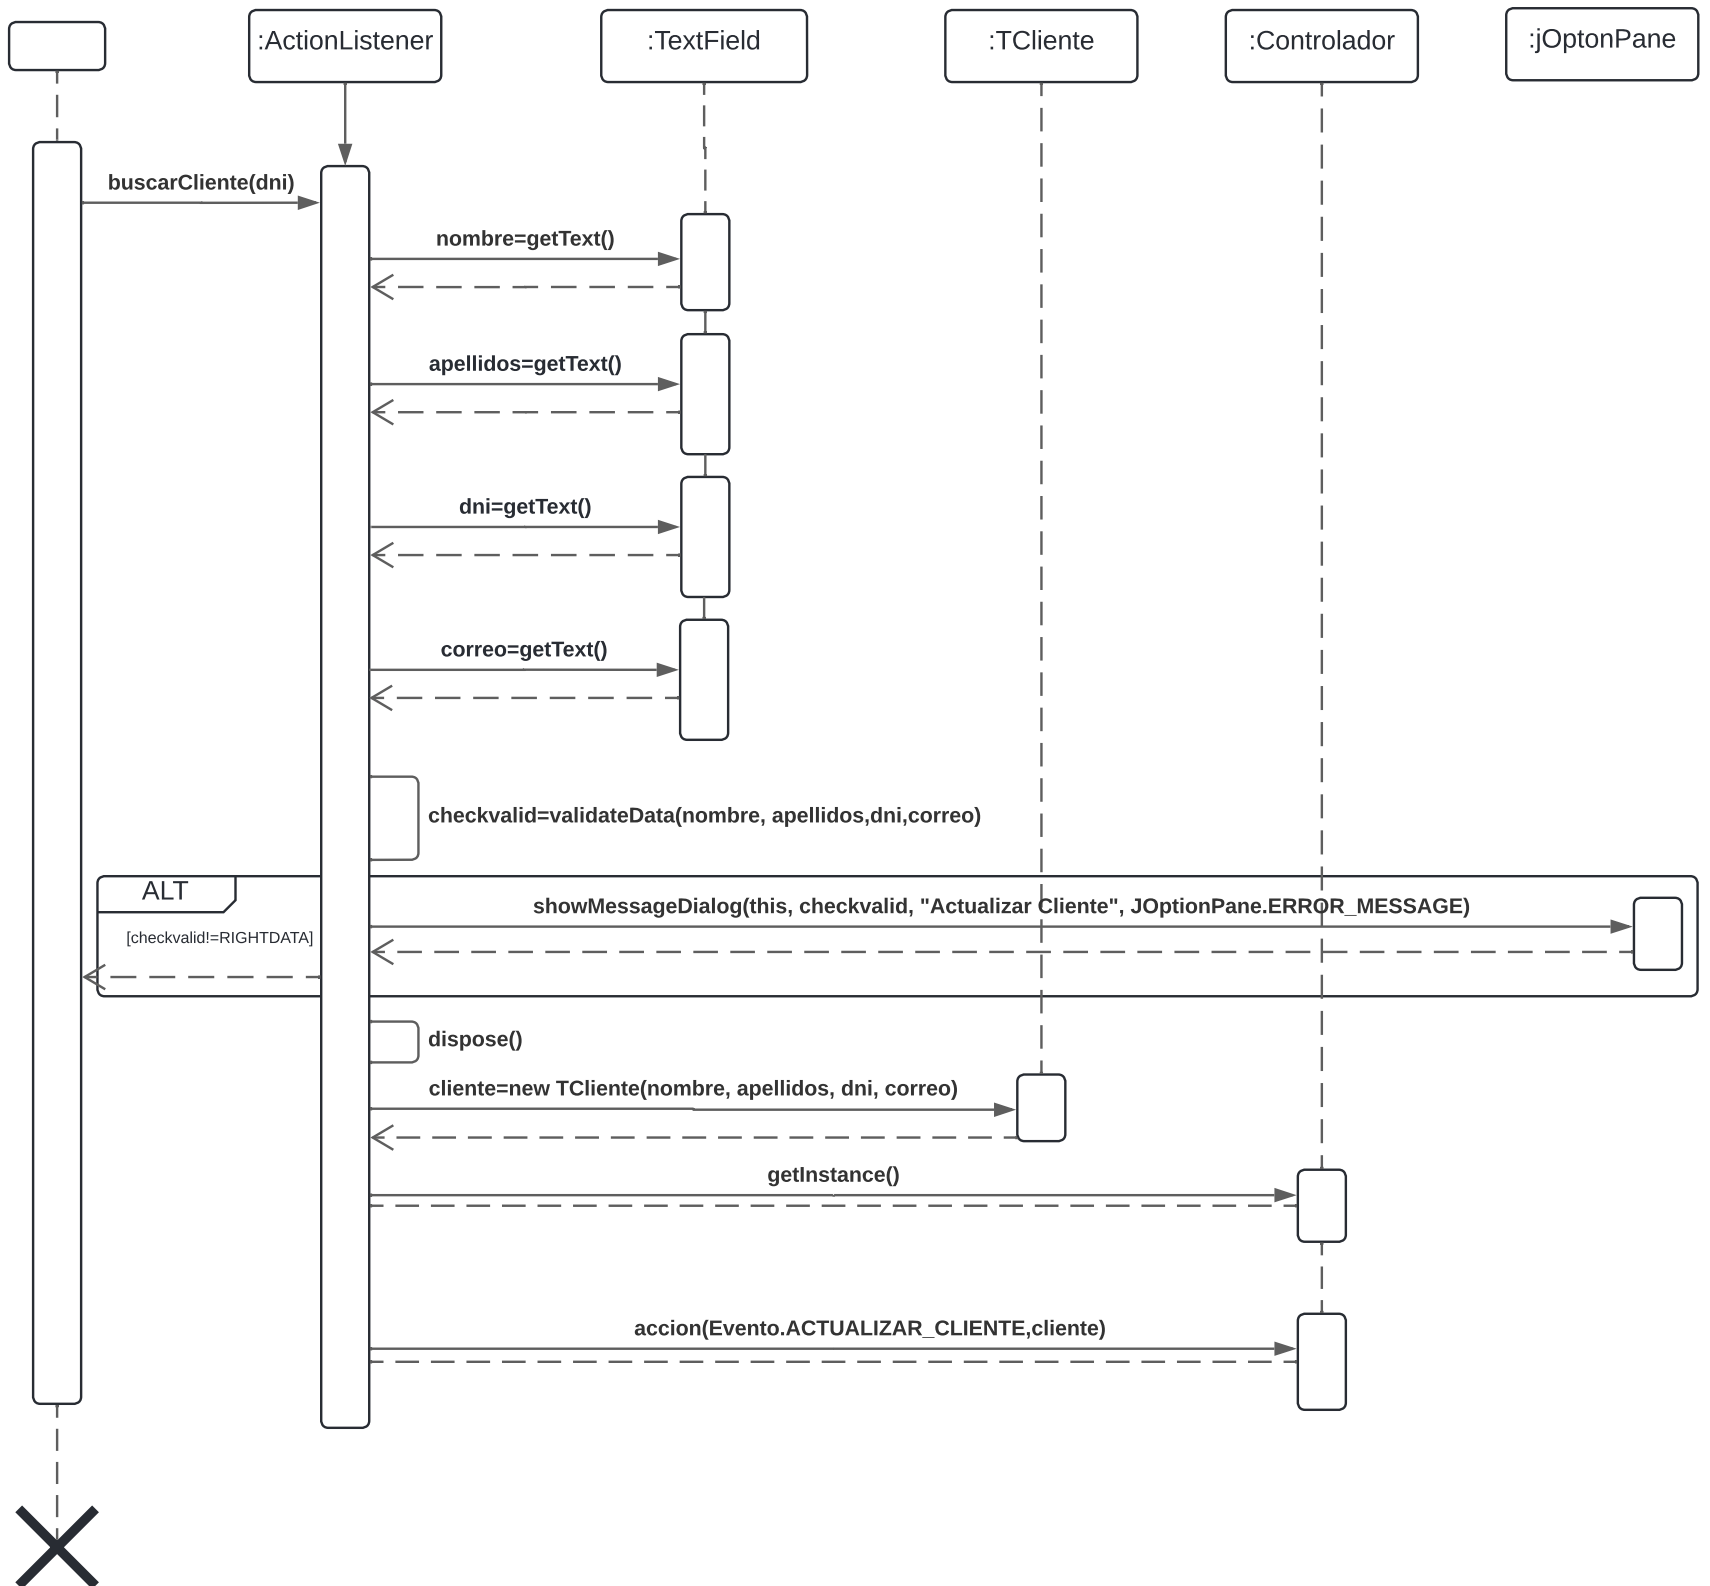 :ActionListener
:TextField
:TCliente
:Controlador
:jOptonPane
buscarCliente(dni)
nombre=getText()
apellidos=getText()
dni=getText()
correo=getText()
checkvalid=validateData(nombre, apellidos,dni,correo)
ALT
showMessageDialog(this, checkvalid, "Actualizar Cliente", JOptionPane.ERROR_MESSAGE)
[checkvalid!=RIGHTDATA]
dispose()
cliente=new TCliente(nombre, apellidos, dni, correo)
getInstance()
accion(Evento.ACTUALIZAR_CLIENTE,cliente)